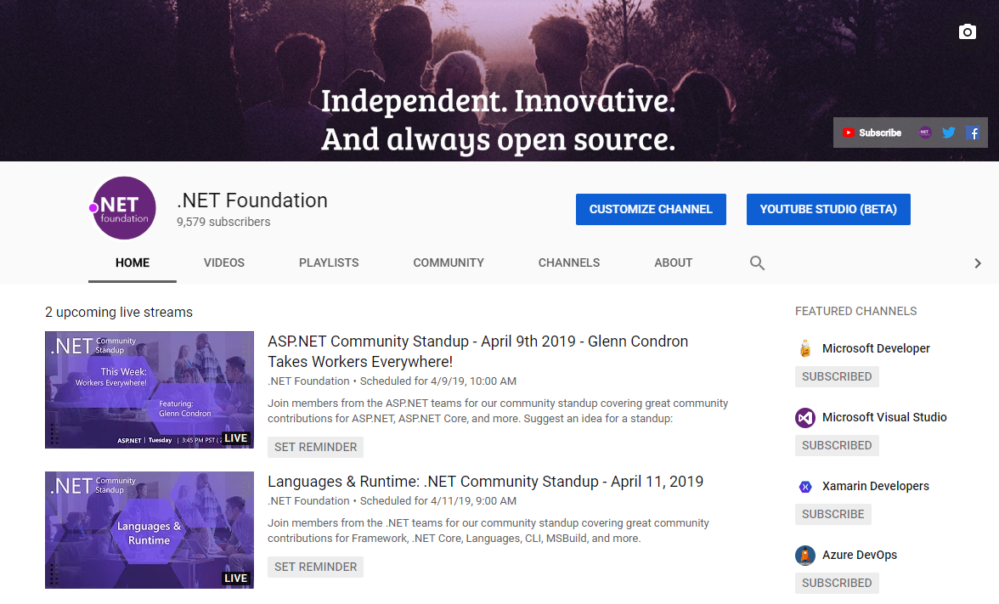 Independent. Innovative.
And always open source.
Subscribe
.NET
.NET
foundation
.NET Foundation
9,579 subscribers
CUSTOMIZE CHANNEL
YOUTUBE STUDIO (BETA)
HOME
VIDEOS
PLAYLISTS
COMMUNITY
CHANNELS
ABOUT
2 upcoming live streams
.NET Community
Standup
This Week:
Workers Everywhere!
Featuring:
Glenn Condron
ASP.NET | Tuesday | 3:45 PM PST (2
LIVE
ASP.NET Community Standup - April 9th 2019 - Glenn Condron
Takes Workers Everywhere!
.NET Foundation • Scheduled for 4/9/19, 10:00 AM
Join members from the ASP.NET teams for our community standup covering great community
contributions for ASP.NET, ASP.NET Core, and more. Suggest an idea for a standup:
SET REMINDER
.NET Community
Standup
Languages &
Runtime
LIVE
Languages & Runtime: .NET Community Standup - April 11, 2019
.NET Foundation • Scheduled for 4/11/19, 9:00 AM
Join members from the .NET teams for our community standup covering great community
contributions for Framework, .NET Core, Languages, CLI, MSBuild, and more.
SET REMINDER
FEATURED CHANNELS
Microsoft Developer
SUBSCRIBED
Microsoft Visual Studio
SUBSCRIBED
Xamarin Developers
SUBSCRIBE
Azure DevOps
SUBSCRIBED